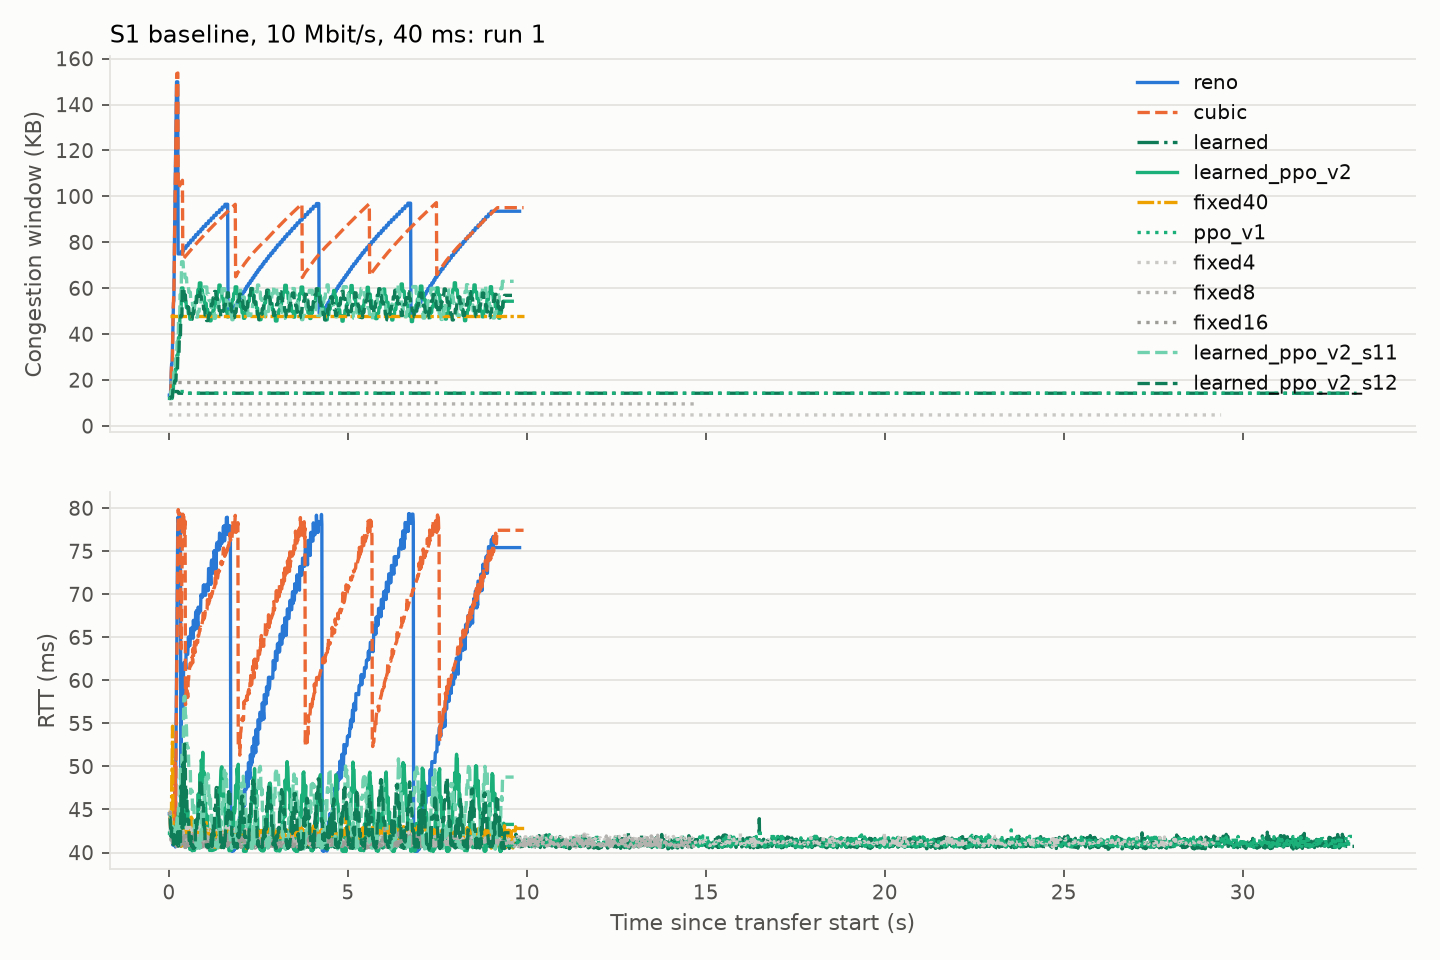 S1 baseline, 10 Mbit/s, 40 ms: run 1
Congestion window (KB)
160
140
120
100
80
60
40
20
0
reno
cubic
learned
learned_ppo_v2
fixed40
ppo_v1
fixed4
fixed8
fixed16
learned_ppo_v2_s11
learned_ppo_v2_s12
RTT (ms)
80
75
70
65
60
55
50
45
40
0 5 10 15 20 25 30
Time since transfer start (s)